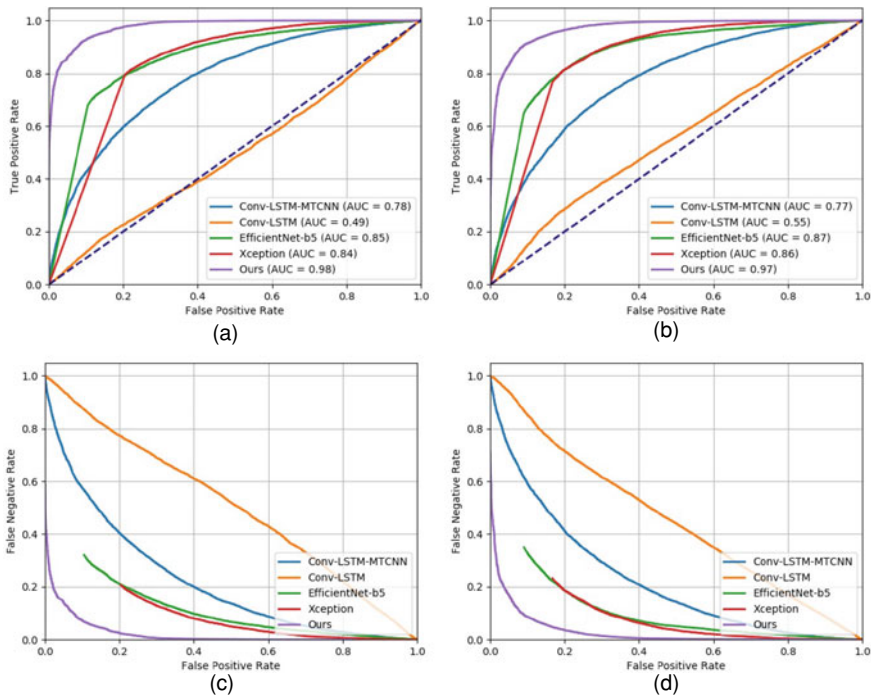 1.0
0.8
0.6
0.4
0.2
0.0
True Positive Rate
Conv-LSTM-MTCNN (AUC = 0.78)
Conv-LSTM (AUC = 0.49)
EfficientNet-b5 (AUC = 0.85)
Xception (AUC = 0.84)
Ours (AUC = 0.98)
0.0 0.2 0.4 0.6 0.8 1.0
False Positive Rate
(a)
1.0
0.8
0.6
0.4
0.2
0.0
True Positive Rate
Conv-LSTM-MTCNN (AUC = 0.77)
Conv-LSTM (AUC = 0.55)
EfficientNet-b5 (AUC = 0.87)
Xception (AUC = 0.86)
Ours (AUC = 0.97)
0.0 0.2 0.4 0.6 0.8 1.0
False Positive Rate
(b)
1.0
0.8
0.6
0.4
0.2
0.0
False Negative Rate
Conv-LSTM-MTCNN
Conv-LSTM
EfficientNet-b5
Xception
Ours
0.0 0.2 0.4 0.6 0.8 1.0
False Positive Rate
(c)
1.0
0.8
0.6
0.4
0.2
0.0
False Negative Rate
Conv-LSTM-MTCNN
Conv-LSTM
EfficientNet-b5
Xception
Ours
0.0 0.2 0.4 0.6 0.8 1.0
False Positive Rate
(d)